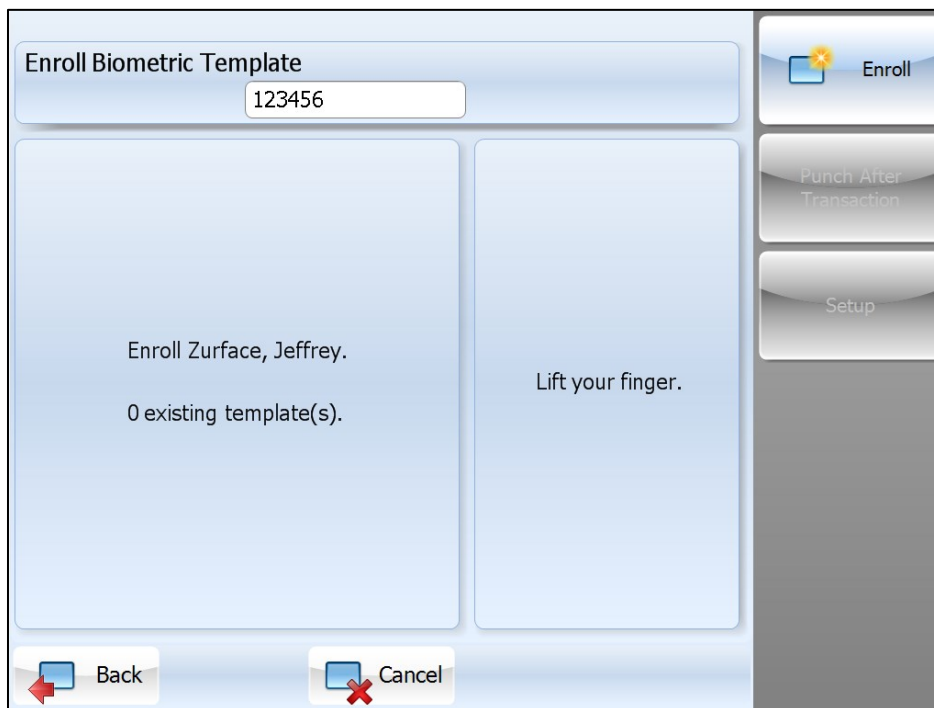 Enroll Biometric Template
123456
Enroll
Punch After
Transaction
Setup
Enroll Zurface, Jeffrey.
0 existing template(s).
Lift your finger.
Back
Cancel